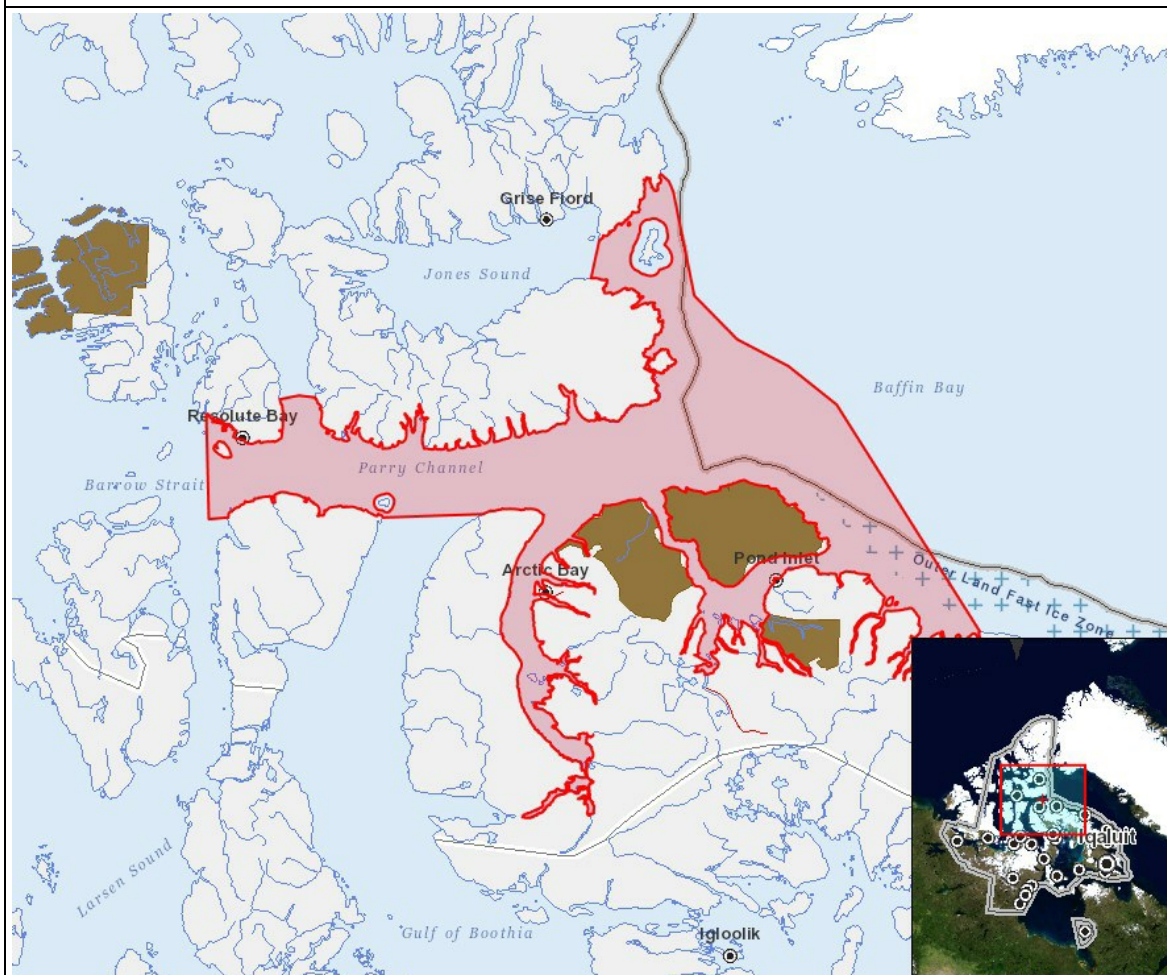 Grise Fiord
Jones Sound
Baffin Bay
Resolute Bay
Parry Channel
Barrow Strait
Arctic Bay
Pond Inlet
Outer Land Fast Ice Zone
Larsen Sound
Gulf of Boothia
Igloolik
Iqaluit